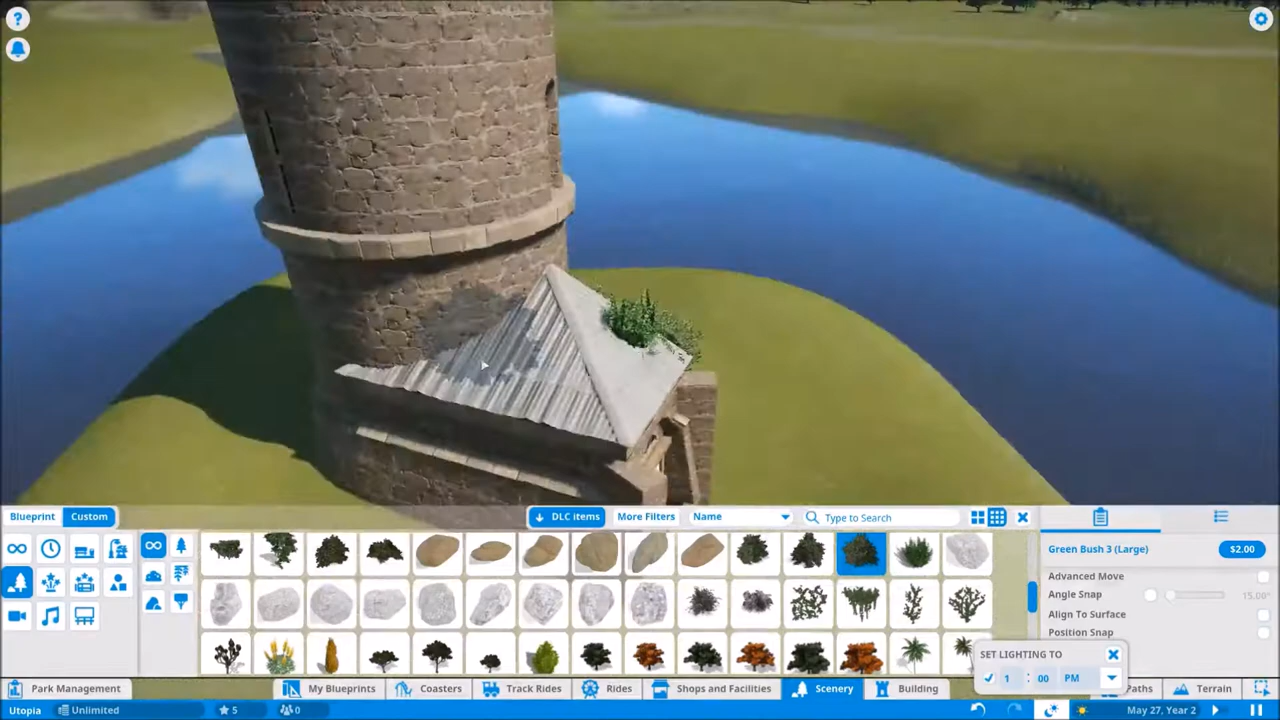 ?
Blueprint
Custom
DLC items
More Filters
Name
Type to Search
Green Bush 3 (Large)
$2.00
Advanced Move
Angle Snap
15.00°
Align To Surface
Position Snap
SET LIGHTING TO
1 : 00 PM
Park Management
My Blueprints
Coasters
Track Rides
Rides
Shops and Facilities
Scenery
Building
Paths
Terrain
Utopia
Unlimited
5
0
May 27, Year 2